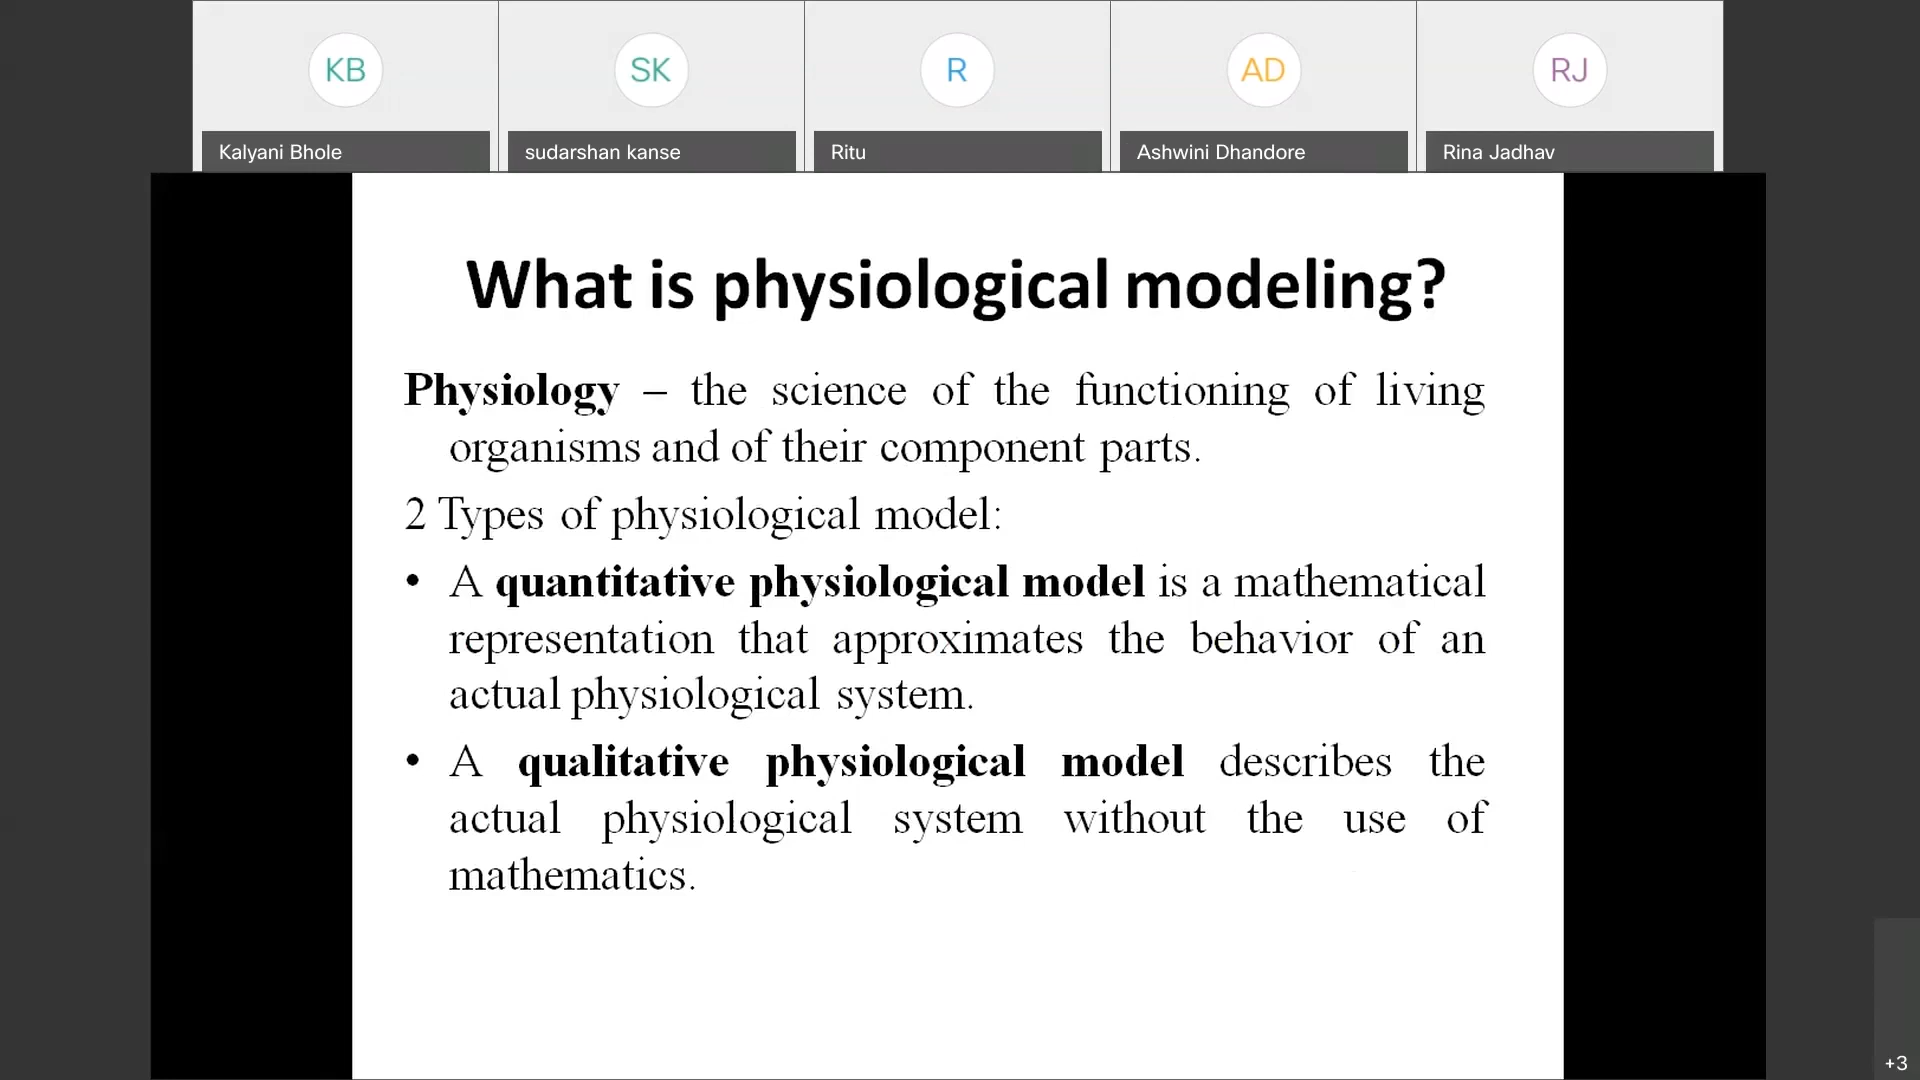 KB
SK
R
AD
RJ
Kalyani Bhole
sudarshan kanse
Ritu
Ashwini Dhandore
Rina Jadhav
What is physiological modeling?
Physiology – the science of the functioning of living
organisms and of their component parts.
2 Types of physiological model:
• A quantitative physiological model is a mathematical
representation that approximates the behavior of an
actual physiological system.
• A qualitative physiological model describes the
actual physiological system without the use of
mathematics.
+3